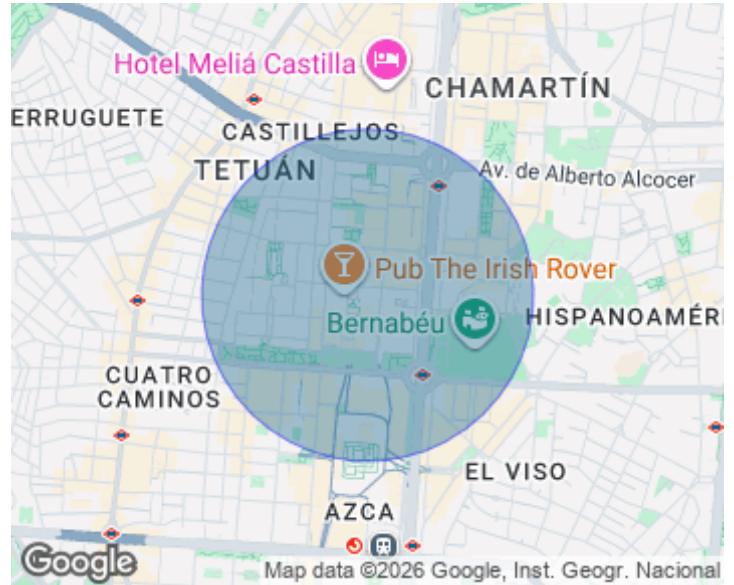 Hotel Meliá Castilla
CHAMARTÍN
ERRUGUETE
CASTILLEJOS
TETUÁN
Av. de Alberto Alcocer
Pub The Irish Rover
Bernabéu
HISPANOAMÉRI
CUATRO
CAMINOS
EL VISO
AZCA
Google
Map data ©2026 Google, Inst. Geogr. Nacional